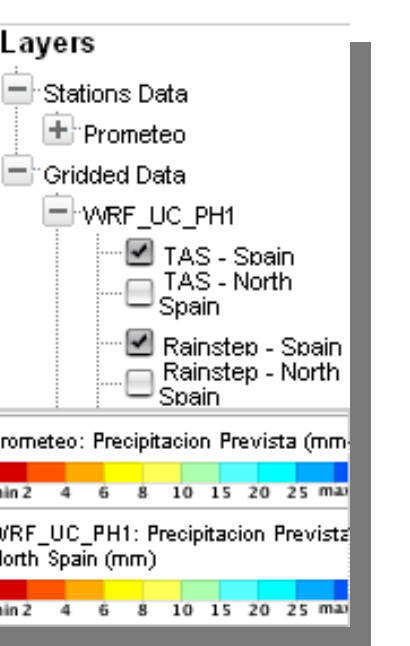 Layers
Stations Data
Prometeo
Gridded Data
WRF_UC_PH1
TAS - Spain
TAS - North
Spain
Rainstep - Spain
Rainstep - North
Spain
rometeo: Precipitacion Prevista (mm
min 2 4 6 8 10 15 20 25 max
WRF_UC_PH1: Precipitacion Prevista
North Spain (mm)
min 2 4 6 8 10 15 20 25 max